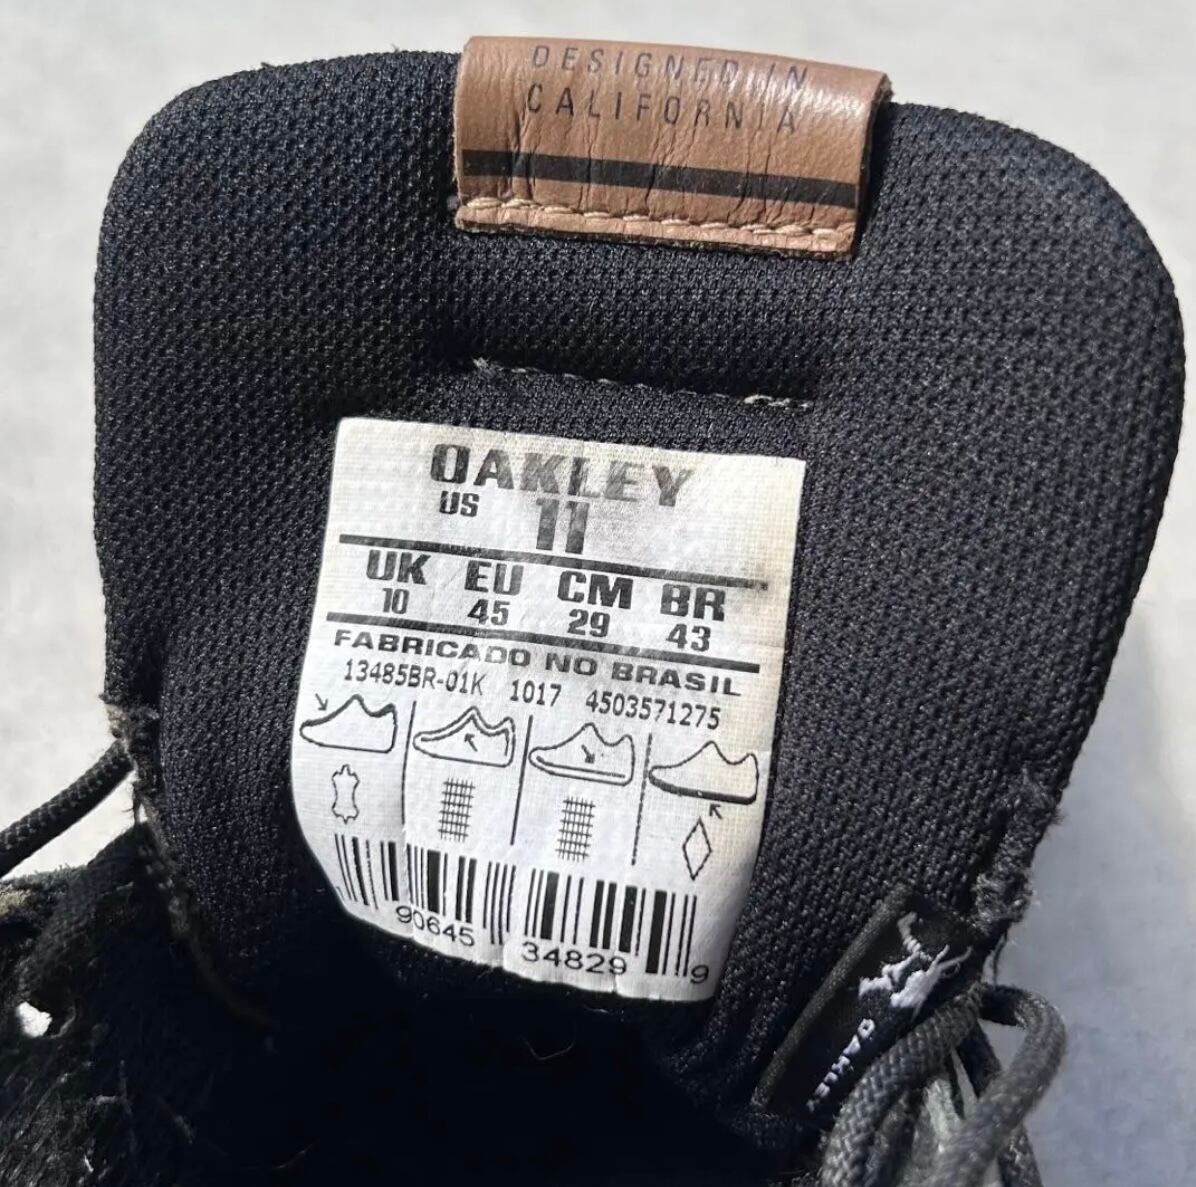 DESIGNED IN
CALIFORNIA
OAKLEY
US 11
UK EU CM BR
10 45 29 43
FABRICADO NO BRASIL
13485BR-01K 1017 4503571275
90645 34829 9
OAKLEY